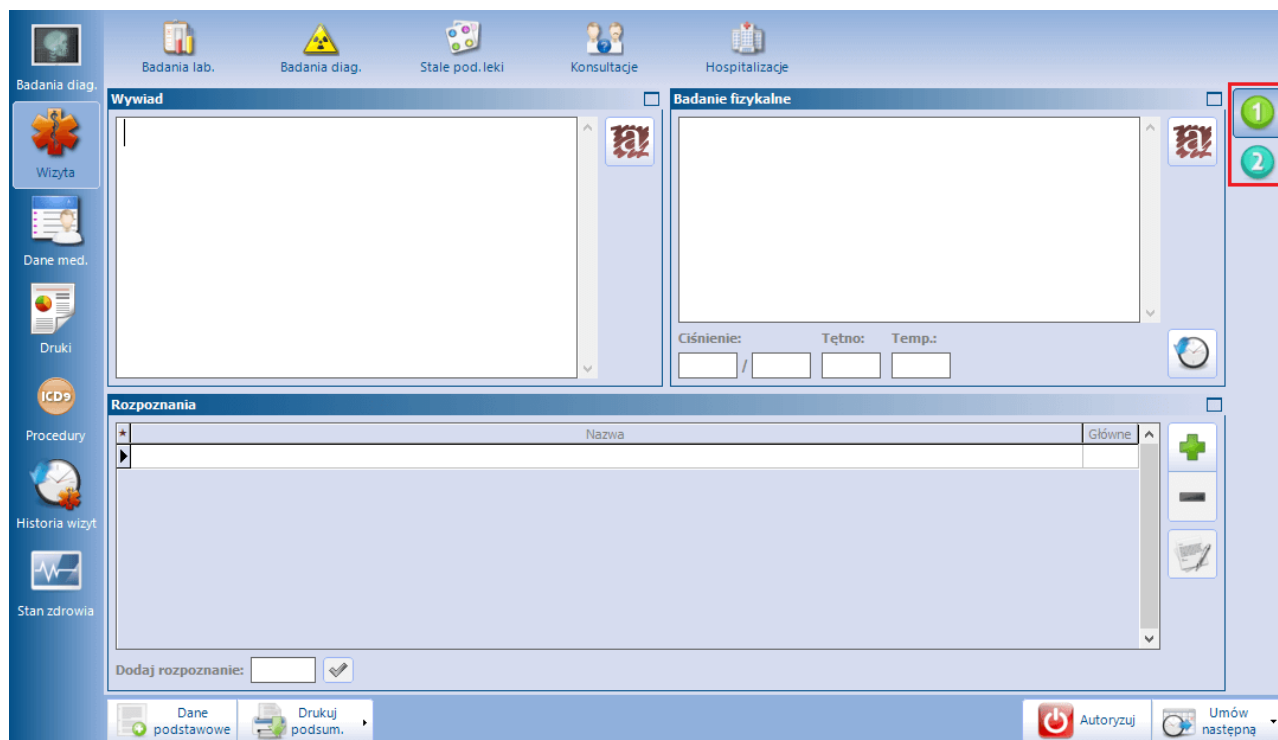 Badania lab.
Badania diag.
Stale pod. leki
Konsultacje
Hospitalizacje
Badania diag.
Wizyta
Dane med.
Druki
ICD9
Procedury
Historia wizyt
Stan zdrowia
Wywiad
a
Badanie fizykalne
a
1
2
Ciśnienie:
Tętno:
Temp.:
/
Rozpoznania
Nazwa
Główne
Dodaj rozpoznanie:
Dane
podstawowe
Drukuj
podsum.
Autoryzuj
Umów
następną